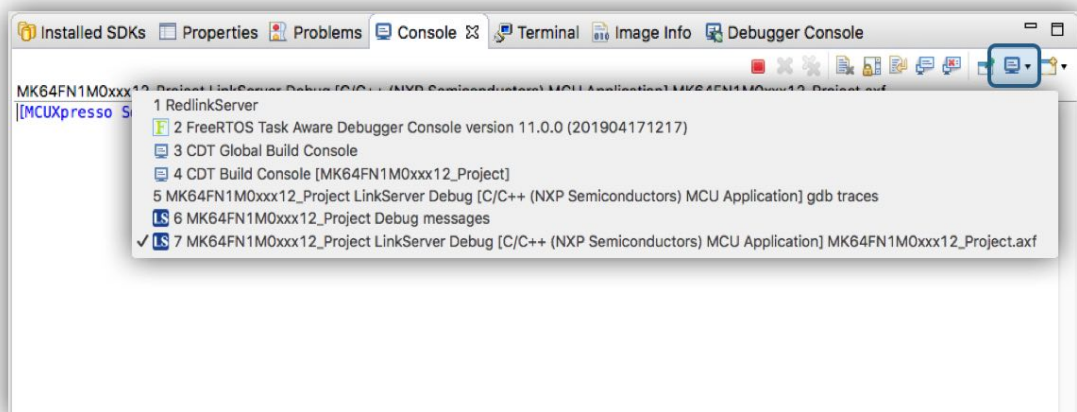 Installed SDKs Properties Problems Console Terminal Image Info Debugger Console
MK64FN1M0xxx12_Project LinkServer Debug [C/C++ (NXP Semiconductors) MCU Application] MK64FN1M0xxx12_Project.axf
[MCUXpresso
1 RedlinkServer
2 FreeRTOS Task Aware Debugger Console version 11.0.0 (201904171217)
3 CDT Global Build Console
4 CDT Build Console [MK64FN1M0xxx12_Project]
5 MK64FN1M0xxx12_Project LinkServer Debug [C/C++ (NXP Semiconductors) MCU Application] gdb traces
LS 6 MK64FN1M0xxx12_Project Debug messages
✓ LS 7 MK64FN1M0xxx12_Project LinkServer Debug [C/C++ (NXP Semiconductors) MCU Application] MK64FN1M0xxx12_Project.axf